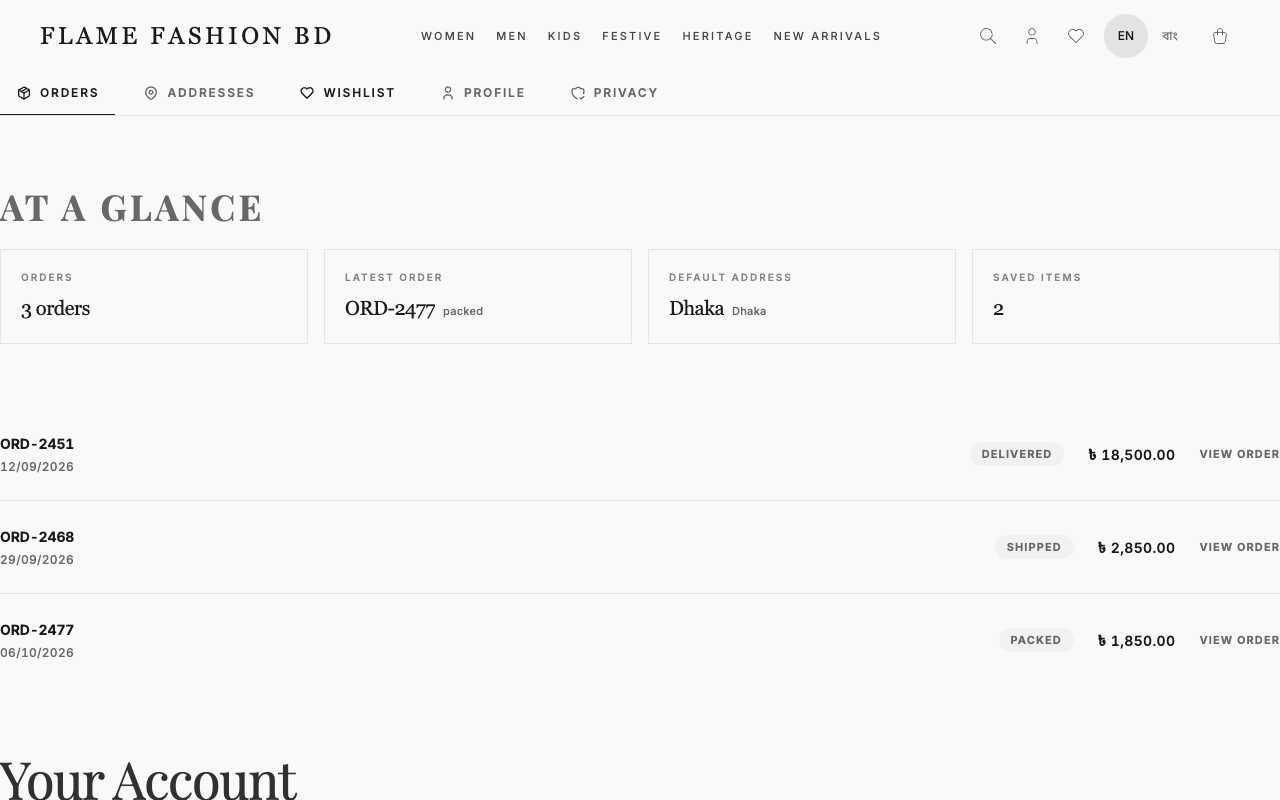 FLAME FASHION BD
WOMEN MEN KIDS FESTIVE HERITAGE NEW ARRIVALS
EN বাং
ORDERS ADDRESSES WISHLIST PROFILE PRIVACY
AT A GLANCE
ORDERS
3 orders
LATEST ORDER
ORD-2477 packed
DEFAULT ADDRESS
Dhaka Dhaka
SAVED ITEMS
2
ORD-2451
12/09/2026
DELIVERED ৳ 18,500.00 VIEW ORDER
ORD-2468
29/09/2026
SHIPPED ৳ 2,850.00 VIEW ORDER
ORD-2477
06/10/2026
PACKED ৳ 1,850.00 VIEW ORDER
Your Account